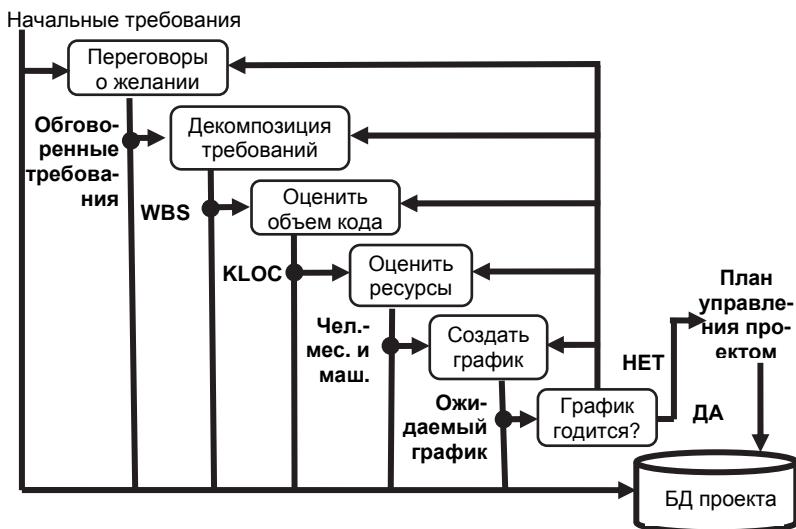 Начальные требования
Переговоры
о желании
Обгово-
ренные
требова-
ния
Декомпозиция
требований
WBS
Оценить
объем кода
KLOC
Оценить
ресурсы
Чел.-
мес. и
маш.
Создать
график
Ожи-
даемый
график
График
годится?
НЕТ
ДА
План
управле-
ния про-
ектом
БД проекта